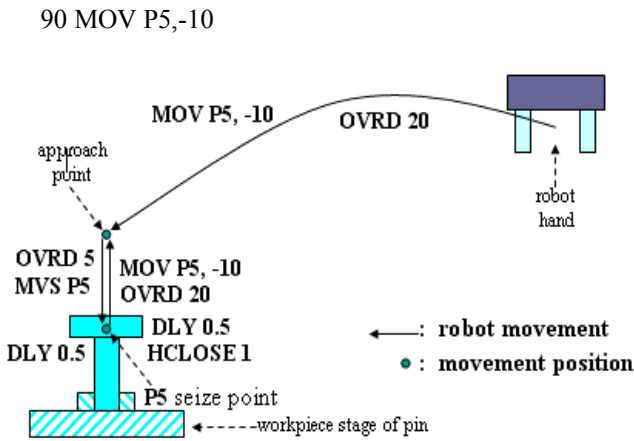 90 MOV P5,-10
MOV P5, -10
OVRD 20
approach
point
robot
hand
OVRD 5
MVS P5
MOV P5, -10
OVRD 20
DLY 0.5
DLY 0.5
HCLOSE 1
: robot movement
: movement position
P5 seize point
workpiece stage of pin